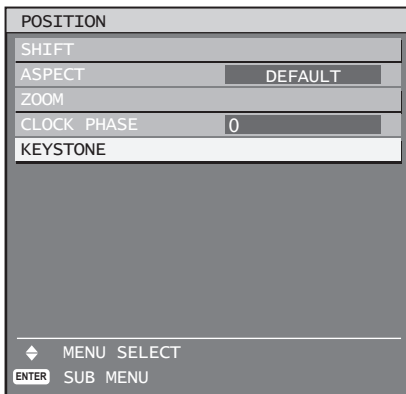 POSITION
SHIFT
ASPECT DEFAULT
ZOOM
CLOCK PHASE 0
KEYSTONE
MENU SELECT
ENTER SUB MENU